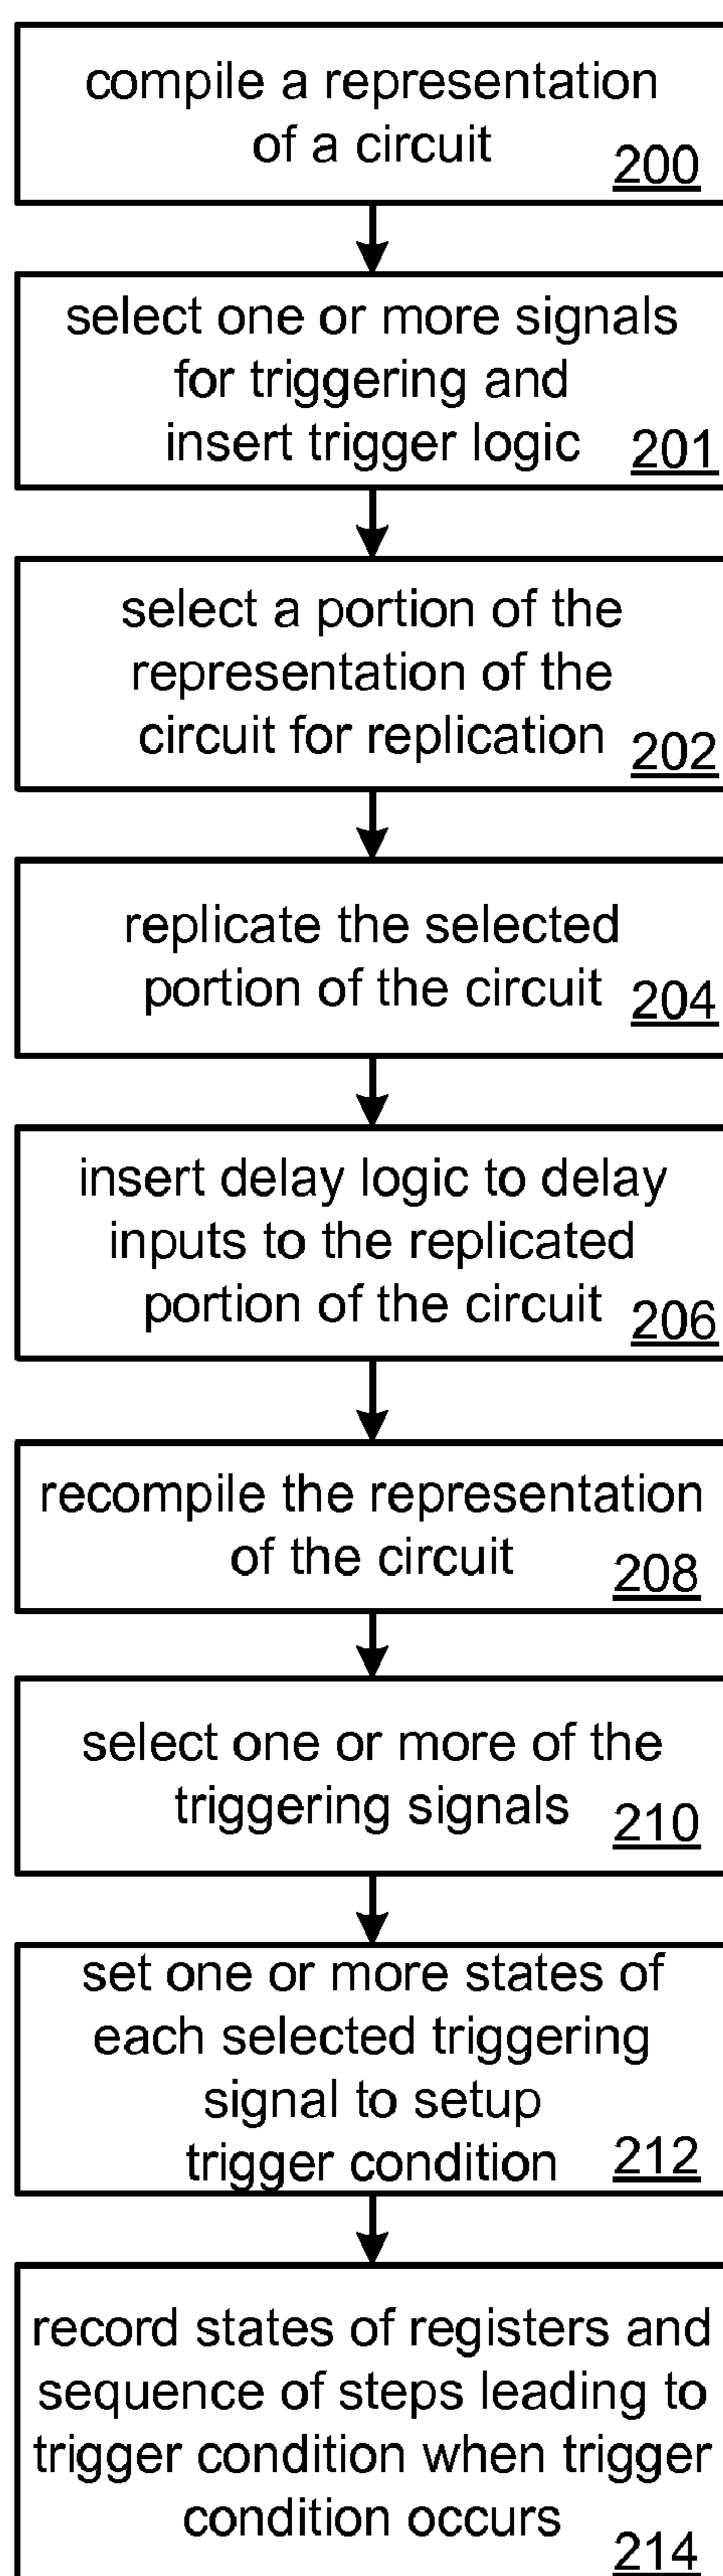 compile a representation
of a circuit 200
select one or more signals
for triggering and
insert trigger logic 201
select a portion of the
representation of the
circuit for replication 202
replicate the selected
portion of the circuit 204
insert delay logic to delay
inputs to the replicated
portion of the circuit 206
recompile the representation
of the circuit 208
select one or more of the
triggering signals 210
set one or more states of
each selected triggering
signal to setup
trigger condition 212
record states of registers and
sequence of steps leading to
trigger condition when trigger
condition occurs
214